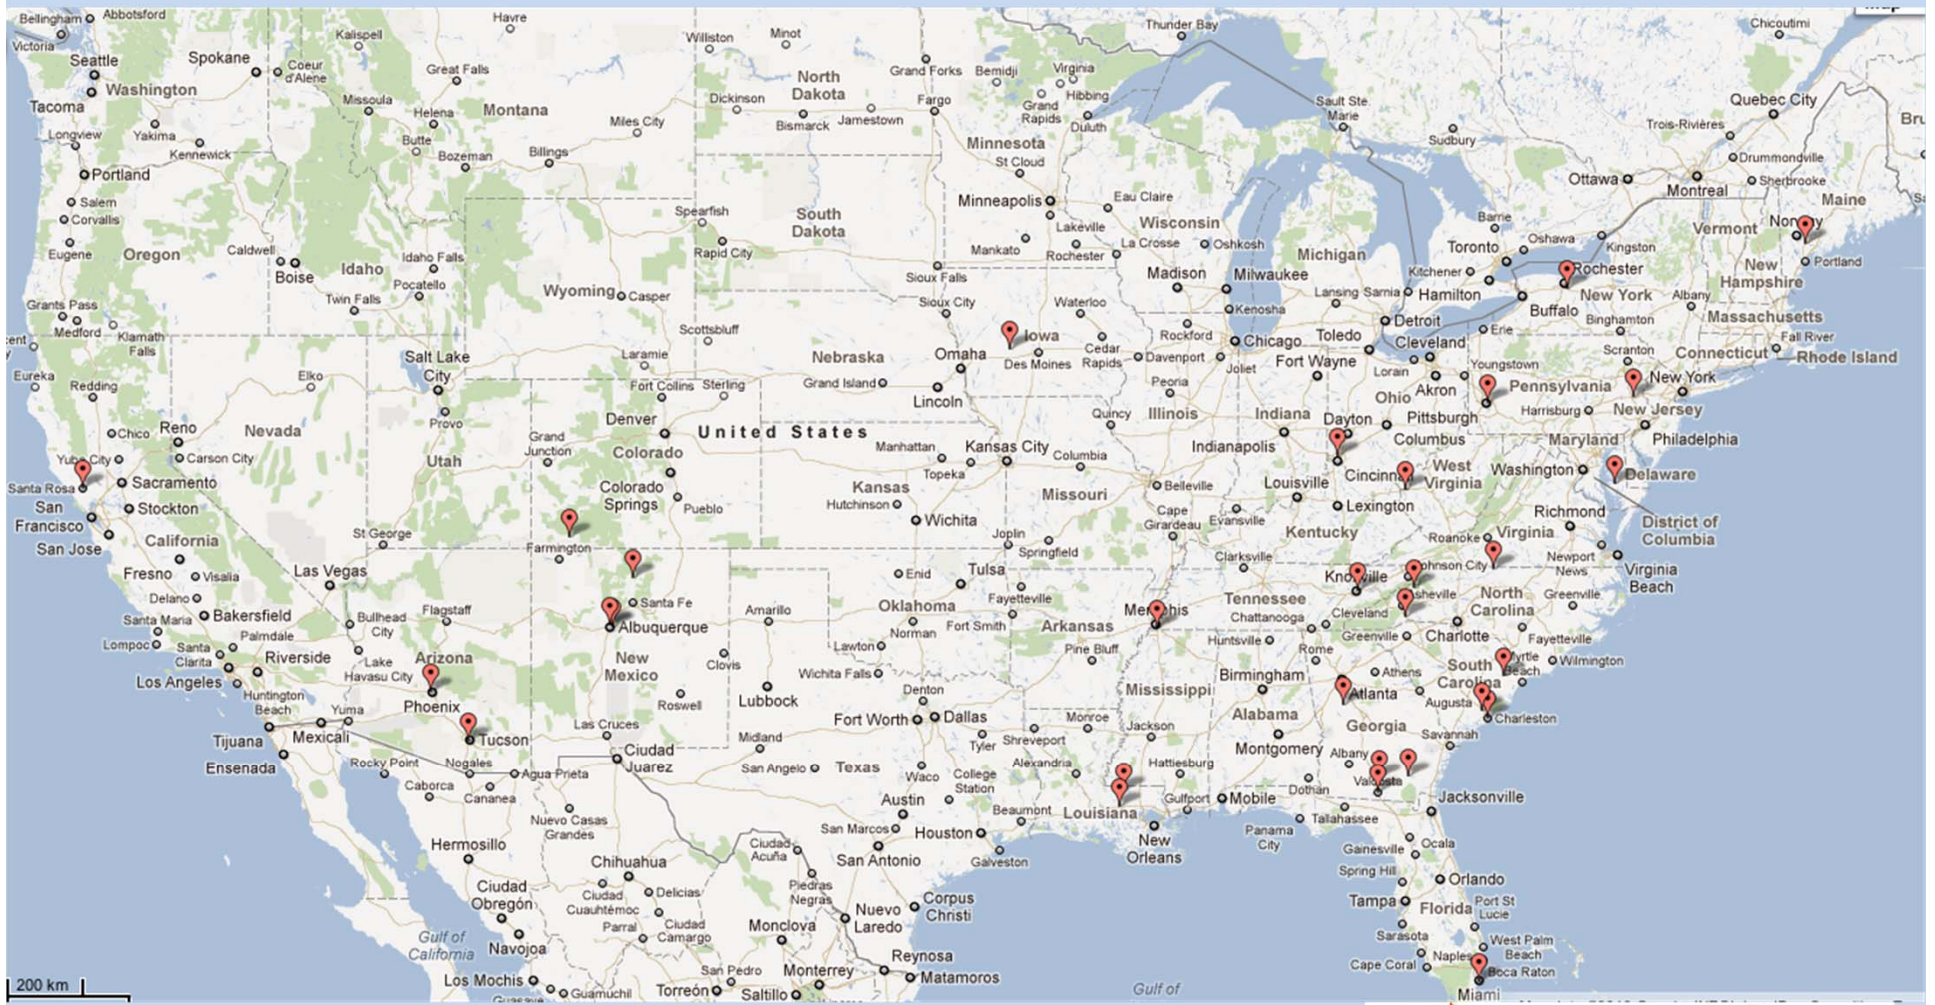 Bellingham
Abbotsford
Victoria
Seattle
Tacoma
Washington
Spokane
Coeur
d'Alene
Longview
Yakima
Kennewick
Portland
Salem
Corvallis
Eugene
Oregon
Grants Pass
Medford
Klamath
Falls
Kalispell
Havre
Great Falls
Missoula
Helena
Montana
Butte
Bozeman
Billings
Miles City
Caldwell
Boise
Idaho
Idaho Falls
Pocatello
Twin Falls
Wyoming
Casper
Laramie
Williston
Minot
North
Dakota
Dickinson
Bismarck
Jamestown
Grand Forks
Fargo
Spearfish
Rapid City
South
Dakota
Sioux Falls
Bemidji
Virginia
Hibbing
Grand
Rapids
Duluth
Minnesota
St Cloud
Minneapolis
Lakeville
Mankato
Rochester
Thunder Bay
Eau Claire
Wisconsin
La Crosse
Oshkosh
Madison
Milwaukee
Kenosha
Michigan
Lansing
Sarnia
Sault Ste.
Marie
Sudbury
Chicoutimi
Quebec City
Trois-Rivières
Drummondville
Sherbrooke
Montreal
Ottawa
Barrie
Toronto
Oshawa
Kingston
Kitchener
Hamilton
Maine
Vermont
Portland
New
Hampshire
Rochester
Buffalo
New York
Albany
Binghamton
Massachusetts
Fall River
Connecticut
Rhode Island
Eureka
Redding
Elko
Salt Lake
City
Provo
Chico
Reno
Carson City
Nevada
Utah
Yuba City
Santa Rosa
Sacramento
San
Francisco
Stockton
San Jose
California
Fresno
Visalia
Delano
Bakersfield
Las Vegas
St George
Santa Maria
Lompoc
Palmdale
Santa
Clarita
Los Angeles
Riverside
Huntington
Beach
Bullhead
City
Lake
Havasu City
Flagstaff
Arizona
Phoenix
Yuma
Tucson
Nogales
Tijuana
Mexicali
Ensenada
Grand
Junction
Fort Collins
Sterling
Denver
Colorado
Colorado
Springs
Pueblo
Farmington
Santa Fe
Albuquerque
New
Mexico
Clovis
Roswell
Las Cruces
Ciudad
Juarez
Scottsbluff
Nebraska
Grand Island
Lincoln
Omaha
Sioux City
Waterloo
Iowa
Des Moines
Cedar
Rapids
Davenport
Rockford
Chicago
Joliet
Peoria
Illinois
Quincy
United States
Manhattan
Topeka
Kansas City
Kansas
Hutchinson
Wichita
Columbia
Missouri
Belleville
Cape
Girardeau
Joplin
Springfield
Enid
Tulsa
Oklahoma
Norman
Lawton
Amarillo
Lubbock
Wichita Falls
Fayetteville
Fort Smith
Arkansas
Pine Bluff
Toledo
Detroit
Fort Wayne
Cleveland
Lorain
Akron
Erie
Youngstown
Pennsylvania
Pittsburgh
Harrisburg
Scranton
New York
New Jersey
Philadelphia
Maryland
Washington
Delaware
District of
Columbia
Indiana
Indianapolis
Ohio
Dayton
Columbus
West
Virginia
Louisville
Lexington
Evansville
Kentucky
Clarksville
Richmond
Virginia
Roanoke
Newport
News
Virginia
Beach
Tennessee
Chattanooga
Cleveland
Huntsville
North
Carolina
Greenville
Greenville
Charlotte
Fayetteville
Wilmington
South
Carolina
Beach
Charleston
Rome
Athens
Atlanta
Augusta
Georgia
Savannah
Albany
Birmingham
Alabama
Montgomery
Dothan
Mississippi
Jackson
Hattiesburg
Gulfport
Mobile
Monroe
Shreveport
Alexandria
Louisiana
New
Orleans
Denton
Fort Worth
Dallas
Tyler
Midland
San Angelo
Texas
Waco
College
Station
Austin
San Marcos
Beaumont
Houston
Galveston
San Antonio
Corpus
Christi
Panama
City
Tallahassee
Jacksonville
Gainesville
Ocala
Spring Hill
Orlando
Tampa
Florida
Port St
Lucie
Sarasota
West Palm
Beach
Cape Coral
Naples
Boca Raton
Miami
Rocky Point
Caborca
Cananea
Agua Prieta
Nuevo Casas
Grandes
Hermosillo
Chihuahua
Ciudad
Cuauhtémoc
Delicias
Ciudad
Camargo
Parral
Ciudad
Obregón
Navojoa
Los Mochis
Guamuchil
Guasave
Gulf of
California
Ciudad
Acuña
Piedras
Negras
Nuevo
Laredo
Monclova
Reynosa
Matamoros
Monterrey
San Pedro
Torreón
Saltillo
Gulf of
200 km